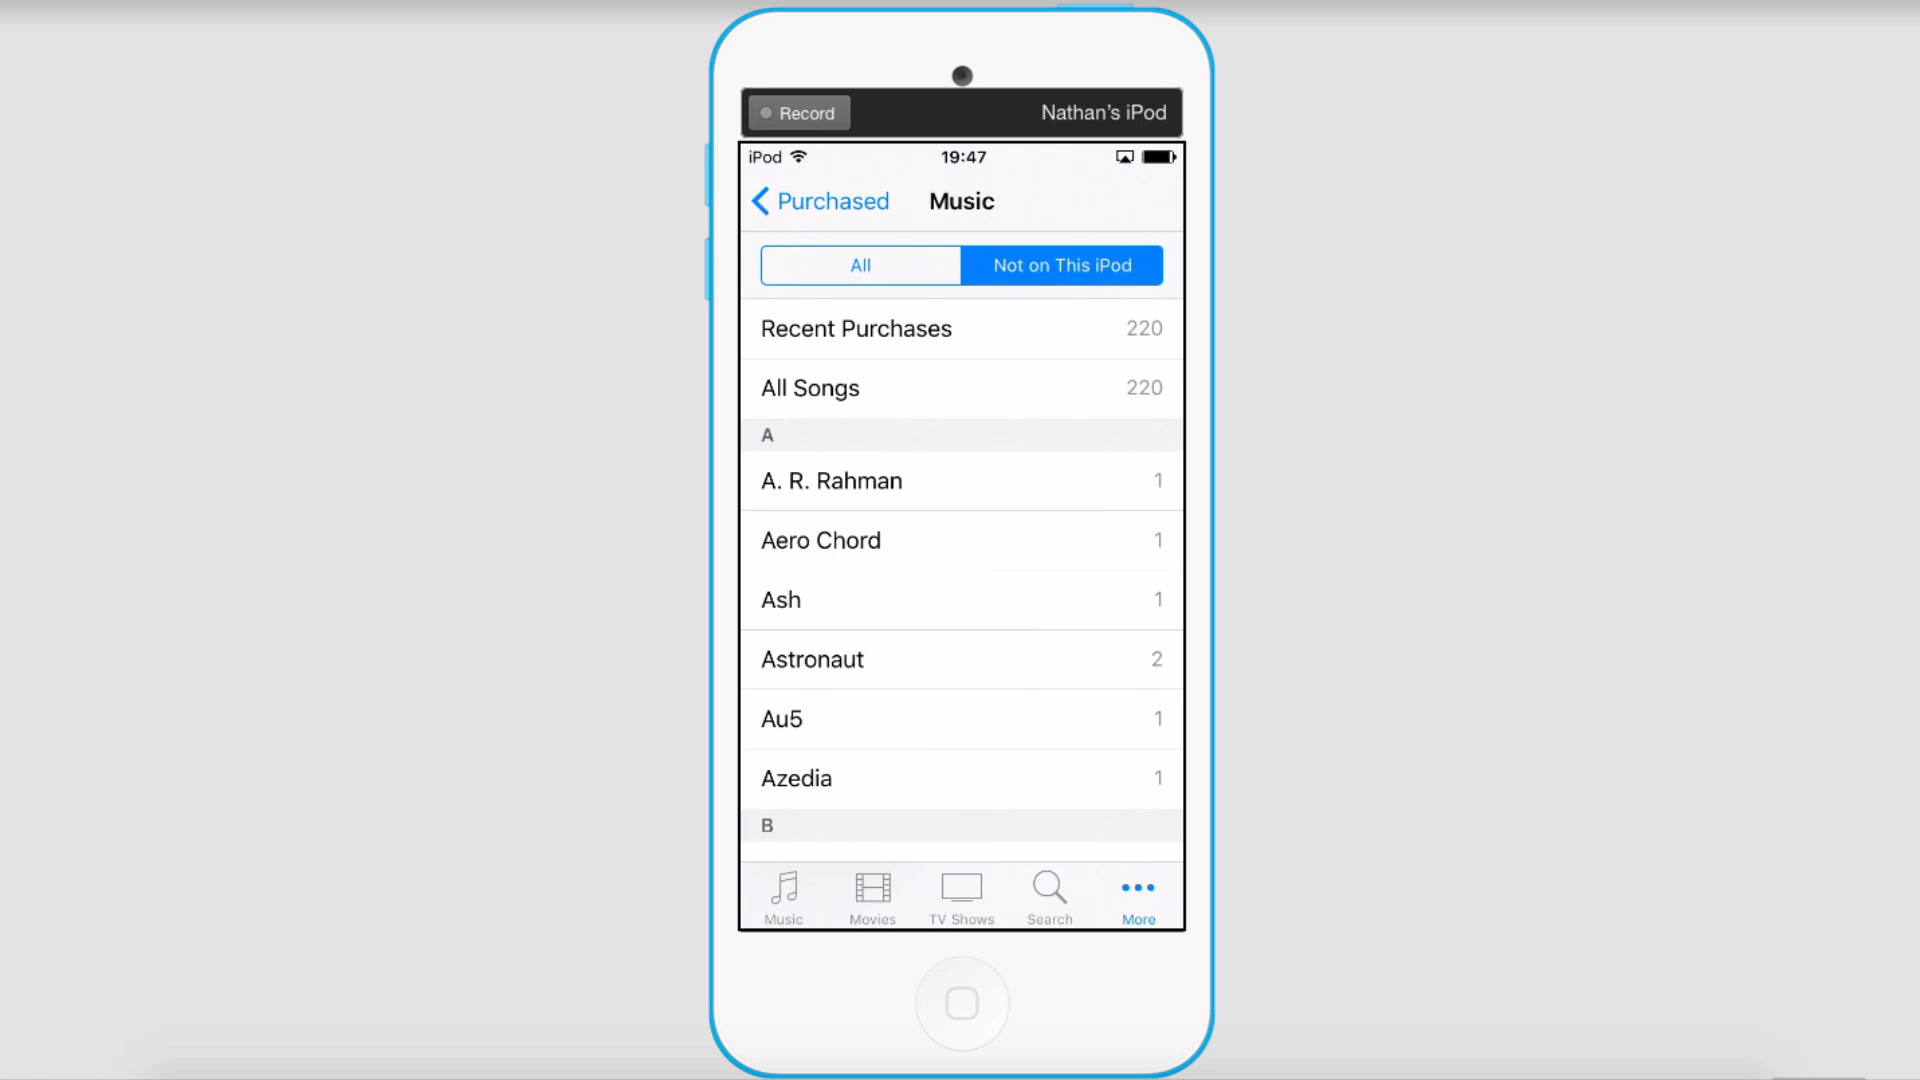 Record
Nathan's iPod
iPod
19:47
Purchased
Music
All
Not on This iPod
Recent Purchases 220
All Songs 220
A
A. R. Rahman 1
Aero Chord 1
Ash 1
Astronaut 2
Au5 1
Azedia 1
B
Music
Movies
TV Shows
Search
More